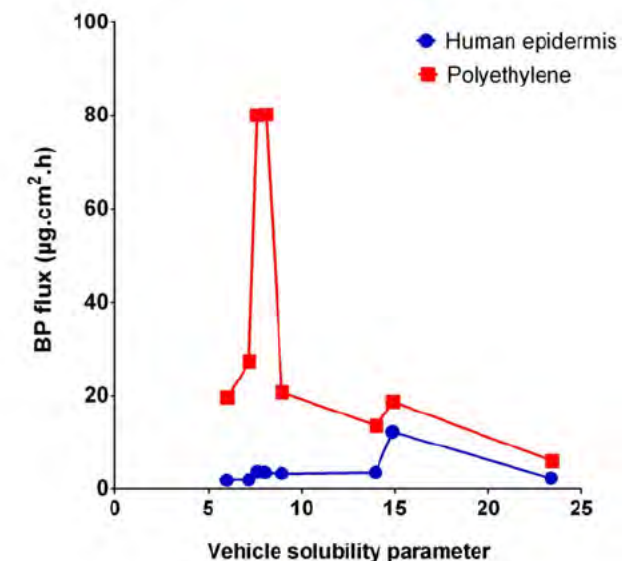 100
80
60
40
20
0
BP flux (µg.cm².h)
Human epidermis
Polyethylene
0 5 10 15 20 25
Vehicle solubility parameter